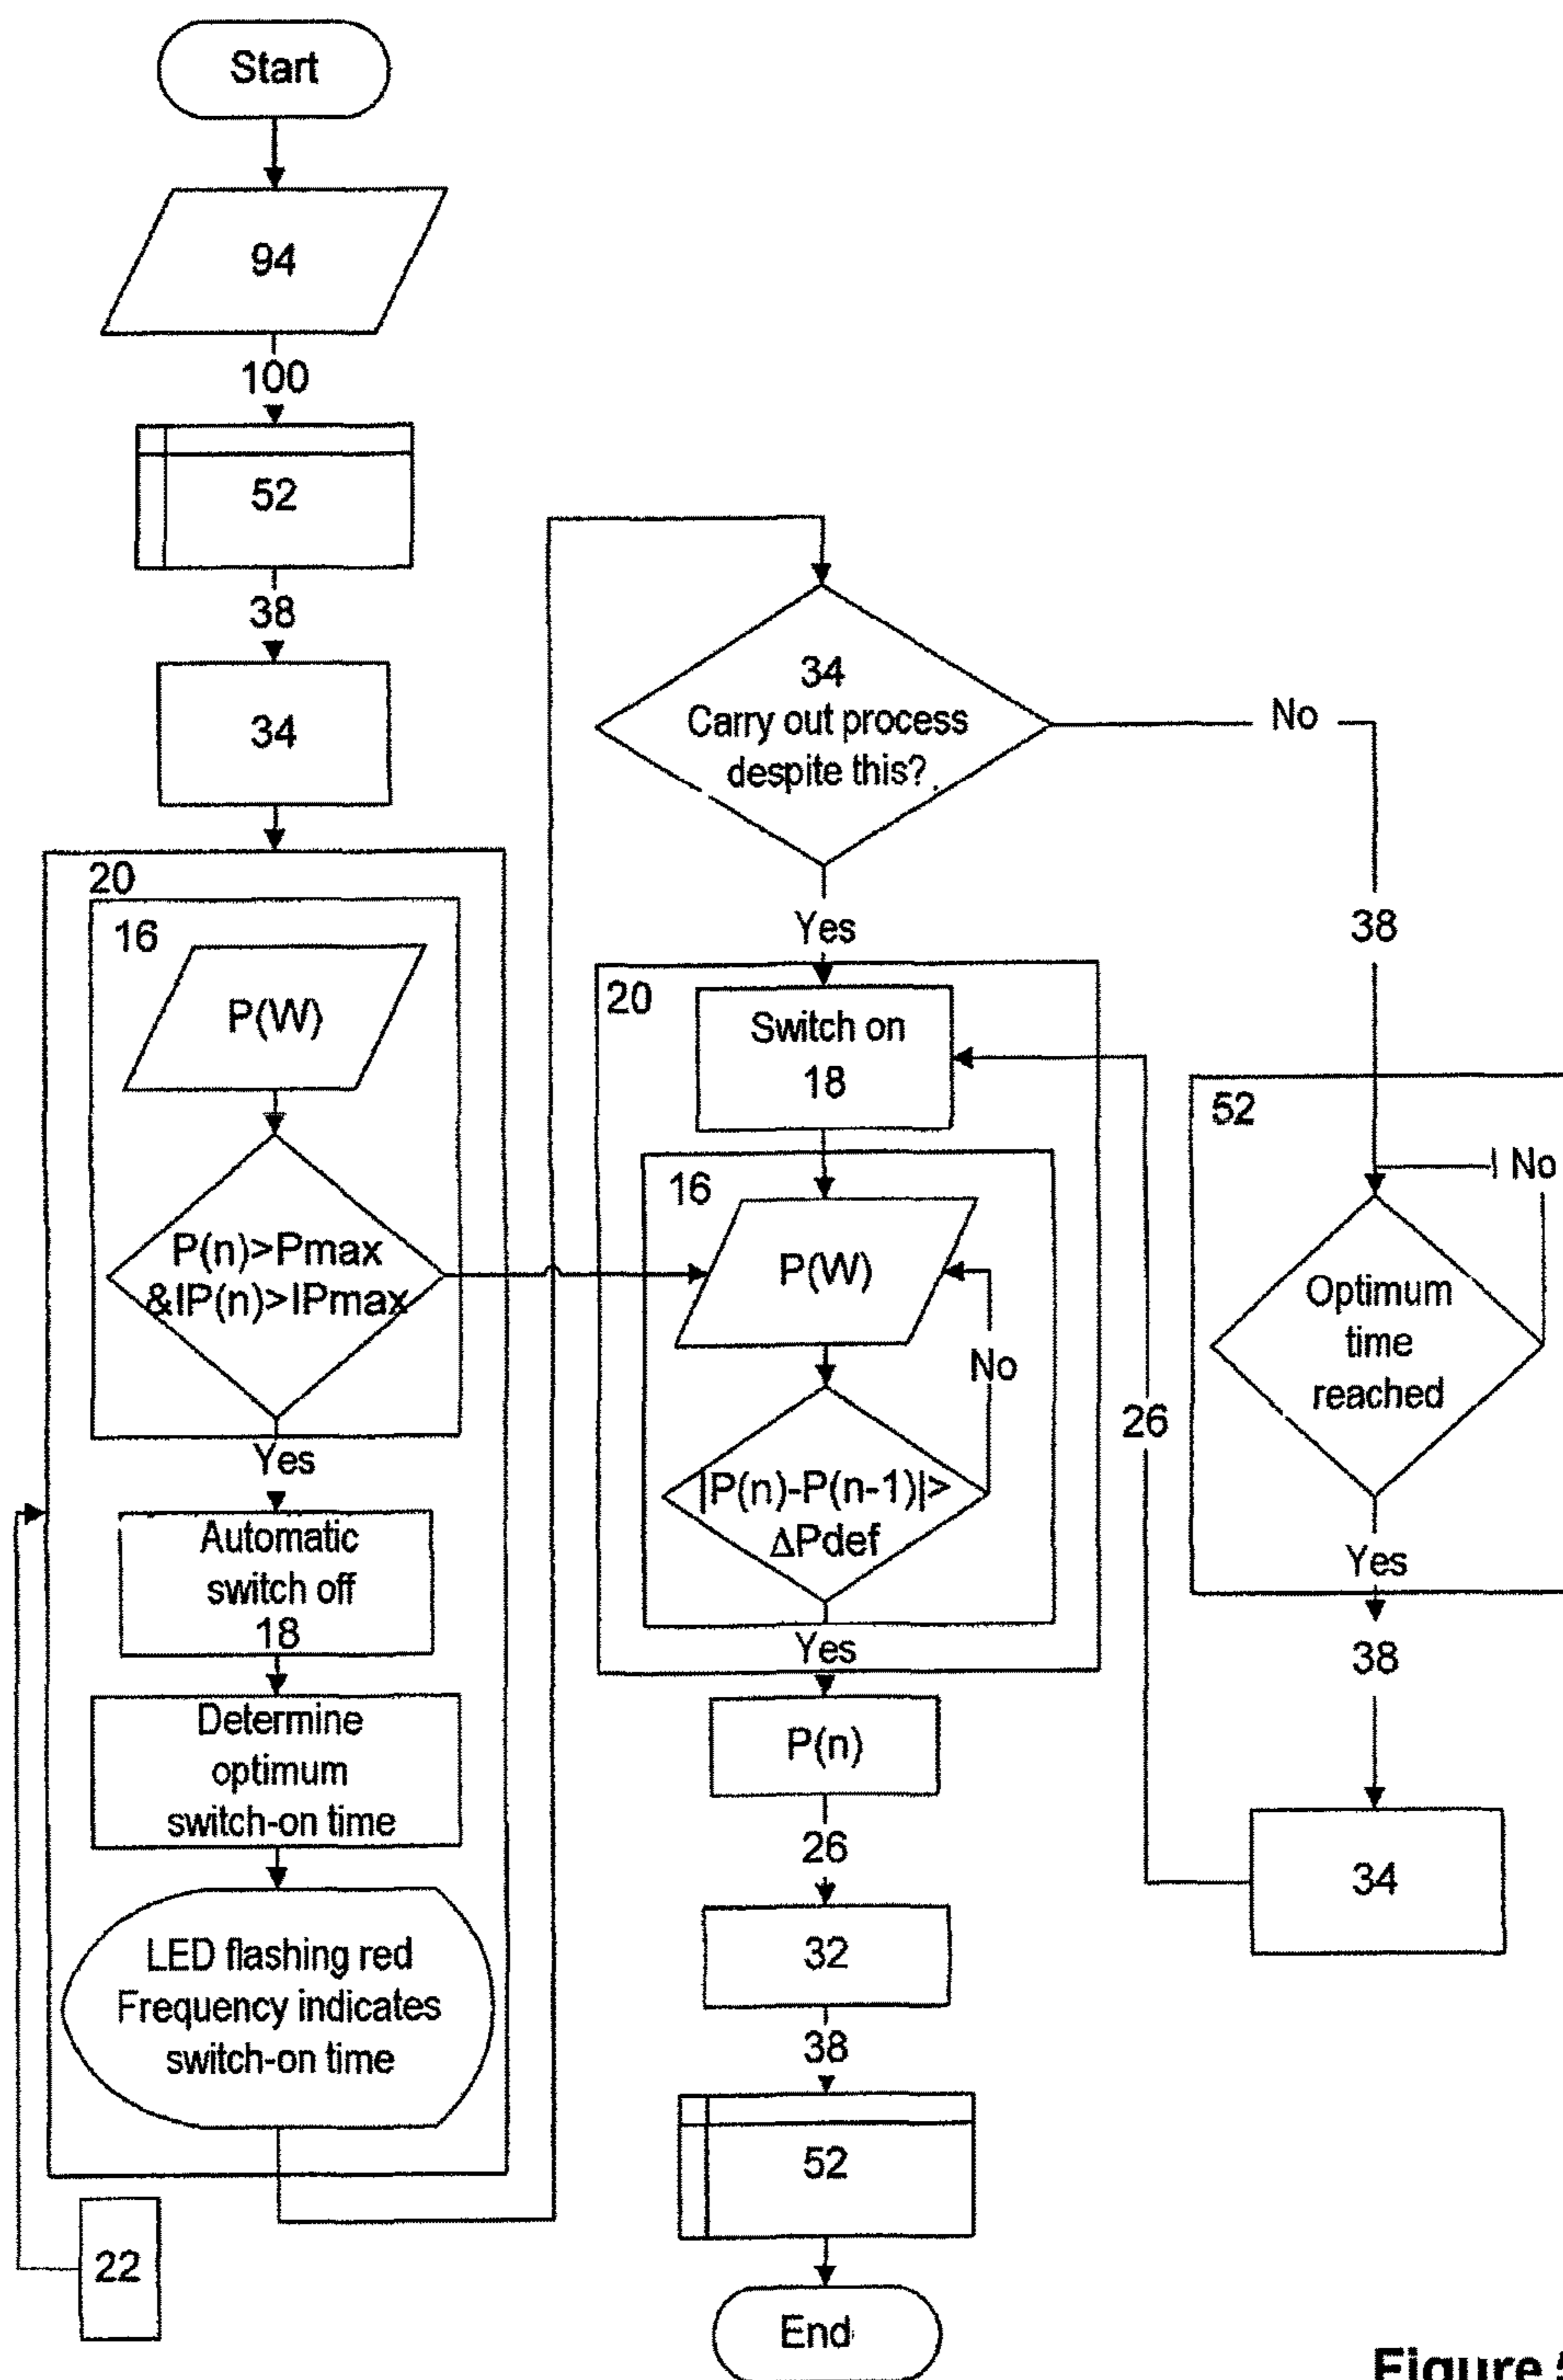 Start
94
100
52
38
34
20
16
P(W)
P(n)>Pmax
&IP(n)>IPmax
Yes
Automatic
switch off
18
Determine
optimum
switch-on time
LED flashing red
Frequency indicates
switch-on time
22
34
Carry out process
despite this?
No
Yes
20
Switch on
18
16
P(W)
No
|P(n)-P(n-1)|>
ΔPdef
Yes
P(n)
26
32
38
52
End
26
38
52
No
Optimum
time
reached
Yes
38
34
Figure